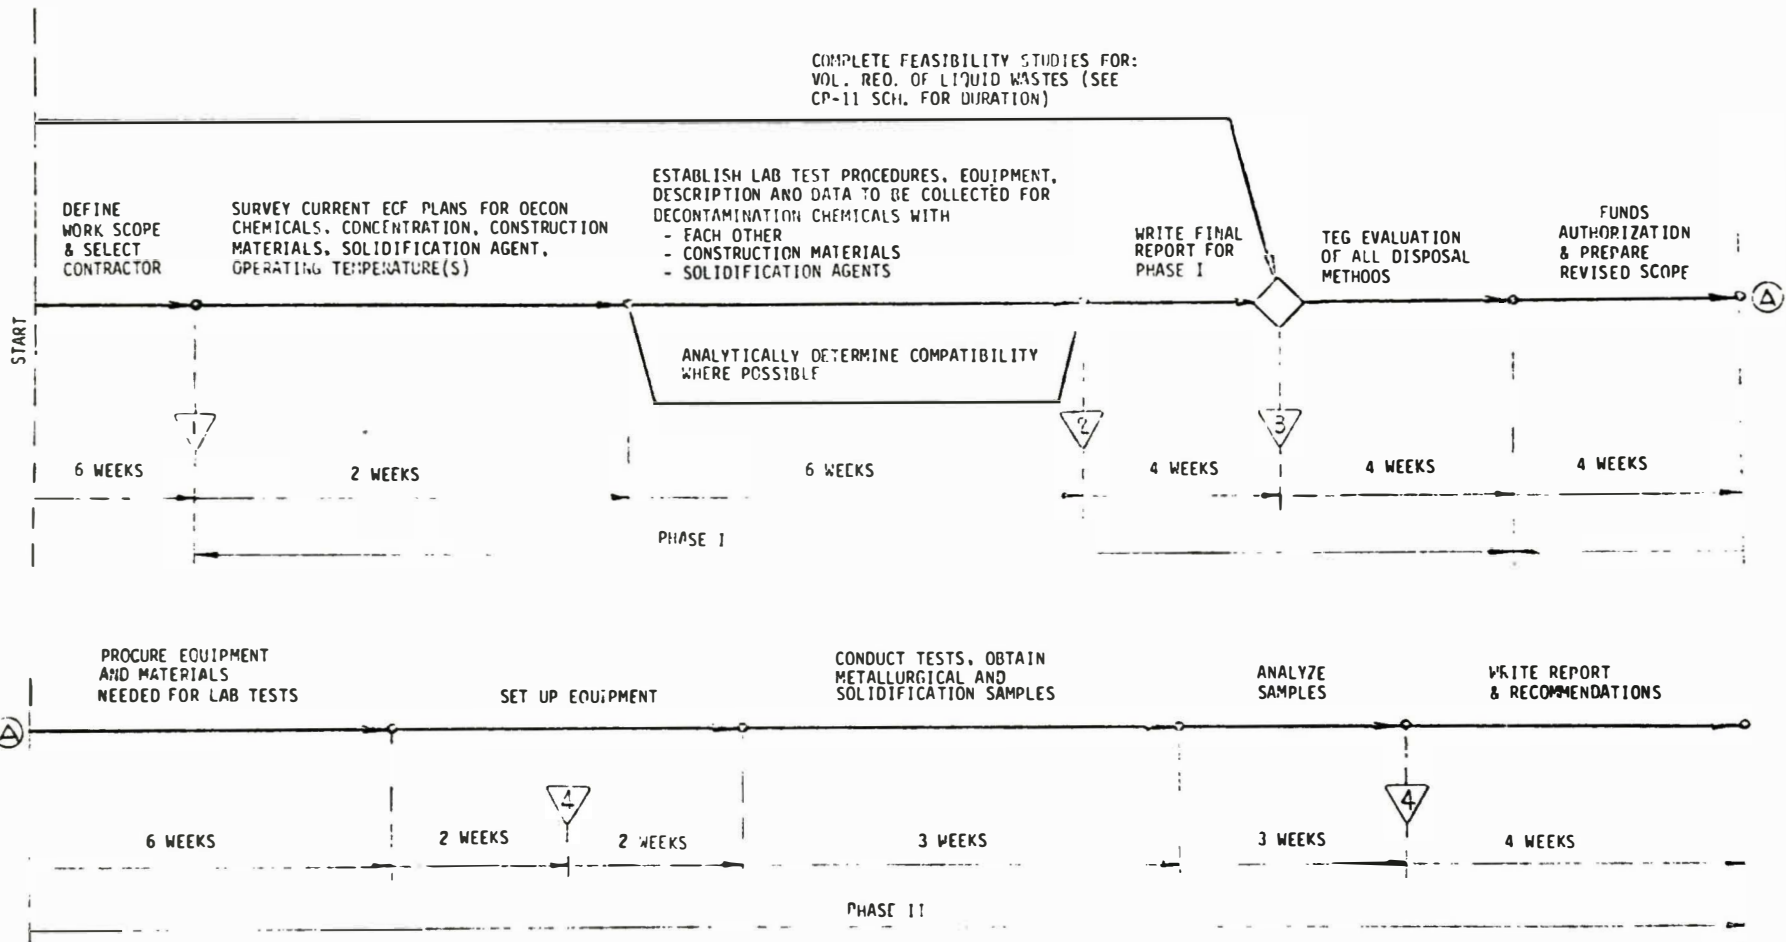 COMPLETE FEASIBILITY STUDIES FOR:
VOL. REO. OF LIQUID WASTES (SEE
CP-11 SCH. FOR DURATION)
DEFINE
WORK SCOPE
& SELECT
CONTRACTOR
SURVEY CURRENT ECF PLANS FOR OECON
CHEMICALS, CONCENTRATION, CONSTRUCTION
MATERIALS, SOLIDIFICATION AGENT,
OPERATING TEMPERATURE(S)
ESTABLISH LAB TEST PROCEDURES, EQUIPMENT,
DESCRIPTION AND DATA TO BE COLLECTED FOR
DECONTAMINATION CHEMICALS WITH
- EACH OTHER
- CONSTRUCTION MATERIALS
- SOLIDIFICATION AGENTS
WRITE FINAL
REPORT FOR
PHASE I
TEG EVALUATION
OF ALL DISPOSAL
METHOOS
FUNDS
AUTHORIZATION
& PREPARE
REVISED SCOPE
A
START
ANALYTICALLY DETERMINE COMPATIBILITY
WHERE POSSIBLE
1
2
3
6 WEEKS
2 WEEKS
6 WEEKS
4 WEEKS
4 WEEKS
4 WEEKS
PHASE I
PROCURE EQUIPMENT
AND MATERIALS
NEEDED FOR LAB TESTS
SET UP EQUIPMENT
CONDUCT TESTS, OBTAIN
METALLURGICAL AND
SOLIDIFICATION SAMPLES
ANALYZE
SAMPLES
WRITE REPORT
& RECOMMENDATIONS
A
4
4
6 WEEKS
2 WEEKS
2 WEEKS
3 WEEKS
3 WEEKS
4 WEEKS
PHASE II